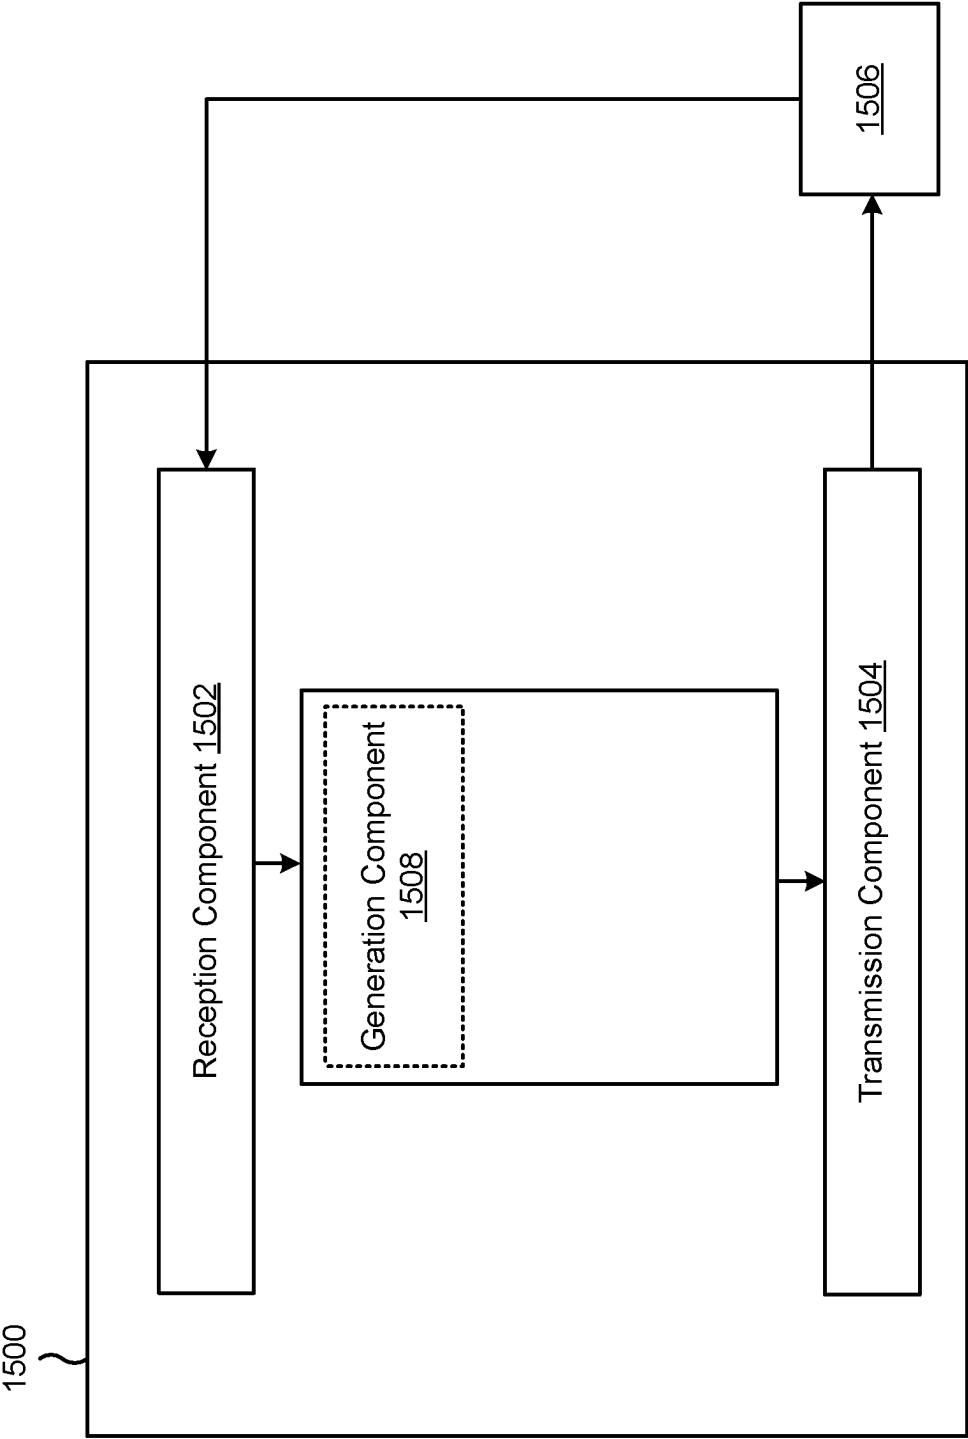 1500
Reception Component 1502
Generation Component
1508
Transmission Component 1504
1506